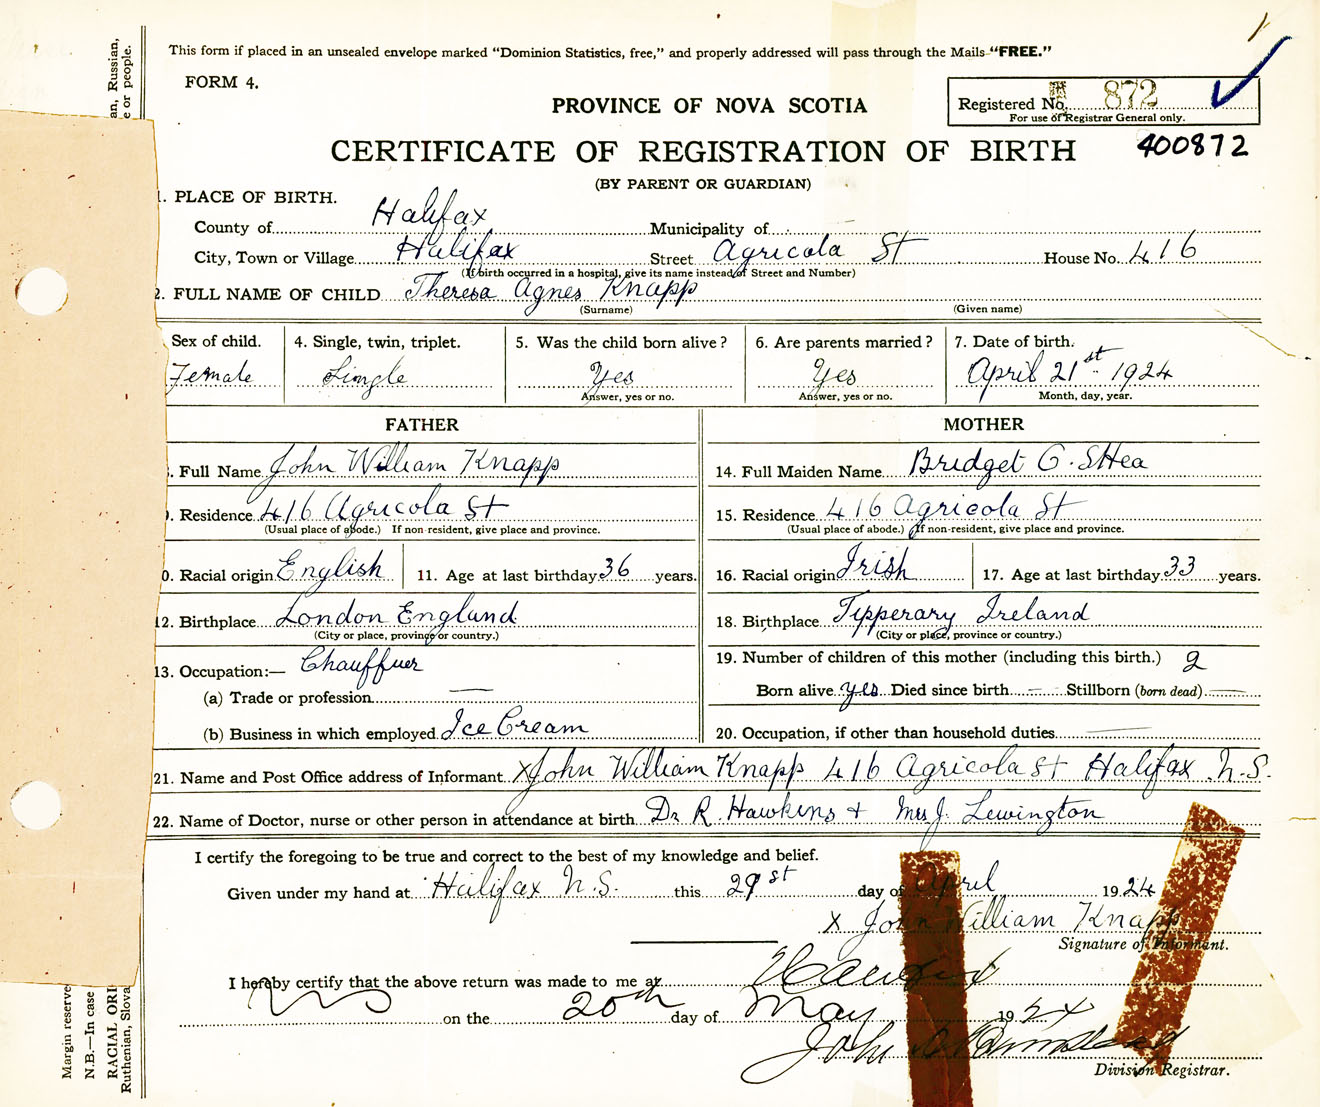 This form if placed in an unsealed envelope marked “Dominion Statistics, free,” and properly addressed will pass through the Mails “FREE.”
FORM 4.
PROVINCE OF NOVA SCOTIA
Registered No. 872
For use of Registrar General only.
CERTIFICATE OF REGISTRATION OF BIRTH 400872
(BY PARENT OR GUARDIAN)
1. PLACE OF BIRTH.
County of Halifax Municipality of
City, Town or Village Halifax Street Agricola St House No. 416
(If birth occurred in a hospital, give its name instead of Street and Number)
2. FULL NAME OF CHILD Theresa Agnes Knapp
(Surname) (Given name)
Sex of child. 4. Single, twin, triplet. 5. Was the child born alive? 6. Are parents married? 7. Date of birth.
Female Single Yes Yes April 21st 1924
Answer, yes or no. Answer, yes or no. Month, day, year.
FATHER MOTHER
. Full Name John William Knapp 14. Full Maiden Name Bridget C. SHea
. Residence 416 Agricola St 15. Residence 416 Agricola St
(Usual place of abode.) If non-resident, give place and province. (Usual place of abode.) If non-resident, give place and province.
0. Racial origin English 11. Age at last birthday 36 years. 16. Racial origin Irish 17. Age at last birthday 33 years.
12. Birthplace London England 18. Birthplace Tipperary Ireland
(City or place, province or country.) (City or place, province or country.)
13. Occupation:— Chauffuer 19. Number of children of this mother (including this birth.) 2
(a) Trade or profession — Born alive yes Died since birth — Stillborn (born dead) —
(b) Business in which employed Ice Cream 20. Occupation, if other than household duties —
21. Name and Post Office address of Informant X John William Knapp 416 Agricola St Halifax N.S.
22. Name of Doctor, nurse or other person in attendance at birth Dr R. Hawkins + Mrs J. Lewington
I certify the foregoing to be true and correct to the best of my knowledge and belief.
Given under my hand at Halifax N.S. this 29st day of April 1924
X John William Knapp
Signature of Informant.
I hereby certify that the above return was made to me at Halifax
on the 20th day of May 1924
John
Division Registrar.
Margin reserve
N.B.—In case
RACIAL ORI
Ruthenian, Slova
an, Russian,
e or people.